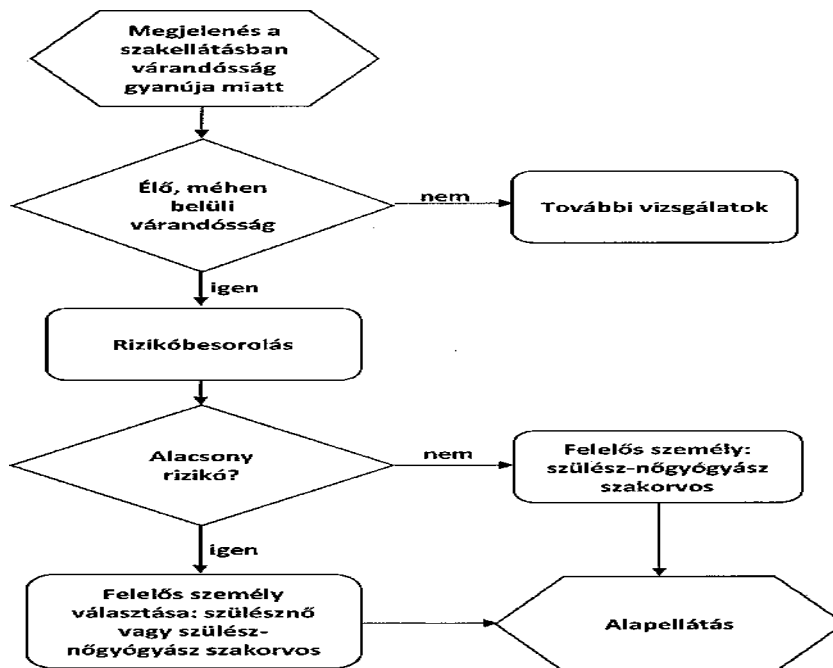 Megjelenés a
szakellátásban
várandósság
gyanúja miatt
Élő, méhen
belüli
várandósság
nem
További vizsgálatok
igen
Rizikóbesorolás
Alacsony
rizikó?
nem
Felelős személy:
szülész-nőgyógyász
szakorvos
igen
Felelős személy
választása: szülésznő
vagy szülész-
nőgyógyász szakorvos
Alapellátás